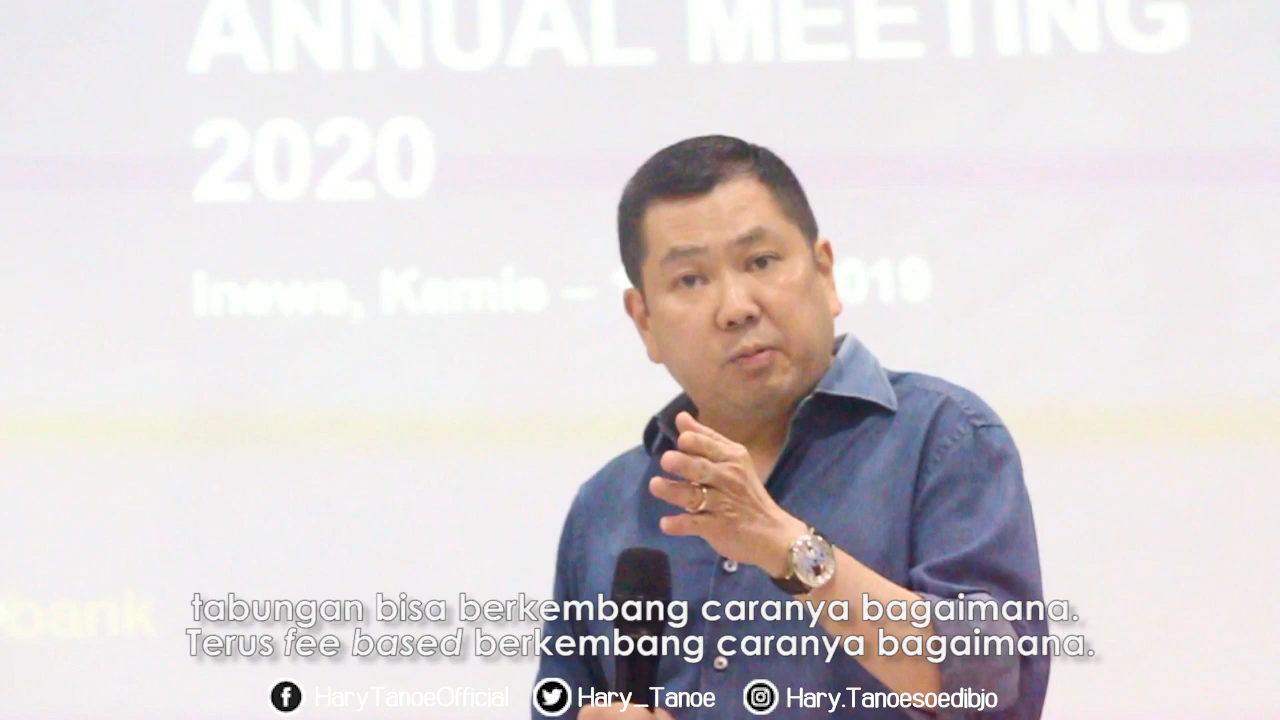 ANNUAL MEETING
2020
Inews, Kamis – 2019
bank
tabungan bisa berkembang caranya bagaimana.
Terus fee based berkembang caranya bagaimana.
HaryTanoeOfficial Hary_Tanoe Hary.Tanoesoedibjo